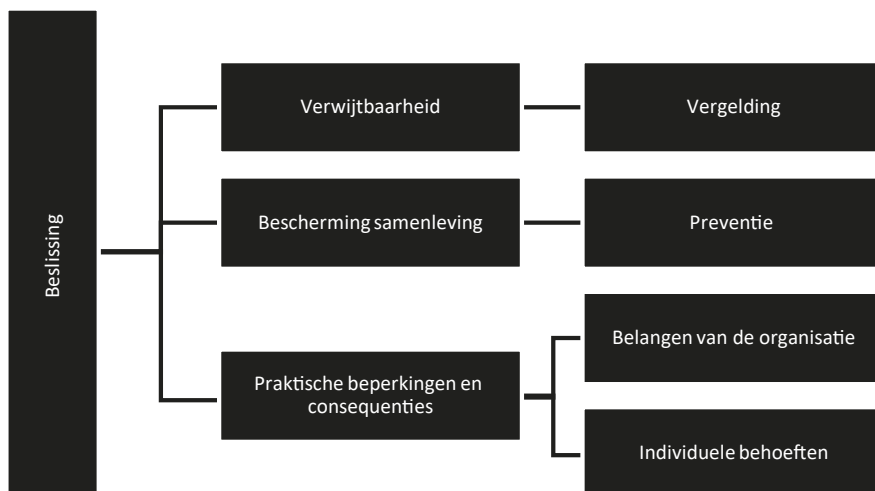 Beslissing
Verwijtbaarheid
Vergelding
Bescherming samenleving
Preventie
Praktische beperkingen en
consequenties
Belangen van de organisatie
Individuele behoeften